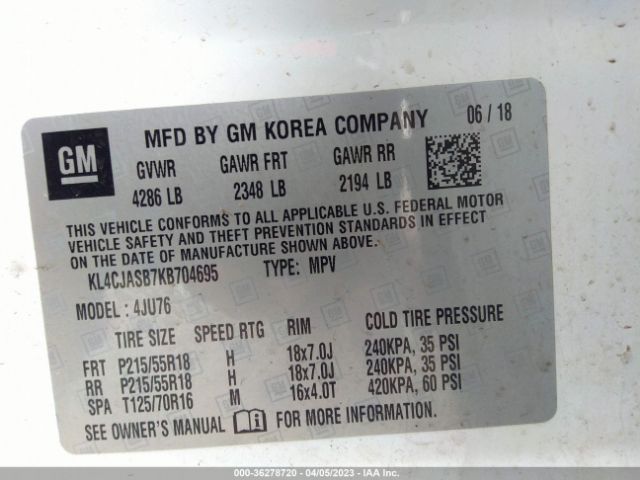 GM
MFD BY GM KOREA COMPANY 06 / 18
GVWR GAWR FRT GAWR RR
4286 LB 2348 LB 2194 LB
THIS VEHICLE CONFORMS TO ALL APPLICABLE U.S. FEDERAL MOTOR
VEHICLE SAFETY AND THEFT PREVENTION STANDARDS IN EFFECT
ON THE DATE OF MANUFACTURE SHOWN ABOVE.
KL4CJASB7KB704695 TYPE: MPV
MODEL : 4JU76
TIRE SIZE SPEED RTG RIM COLD TIRE PRESSURE
FRT P215/55R18 H 18x7.0J 240KPA, 35 PSI
RR P215/55R18 H 18x7.0J 240KPA, 35 PSI
SPA T125/70R16 M 16x4.0T 420KPA, 60 PSI
SEE OWNER'S MANUAL i FOR MORE INFORMATION.
000-36278720 — 04/05/2023 — IAA Inc.